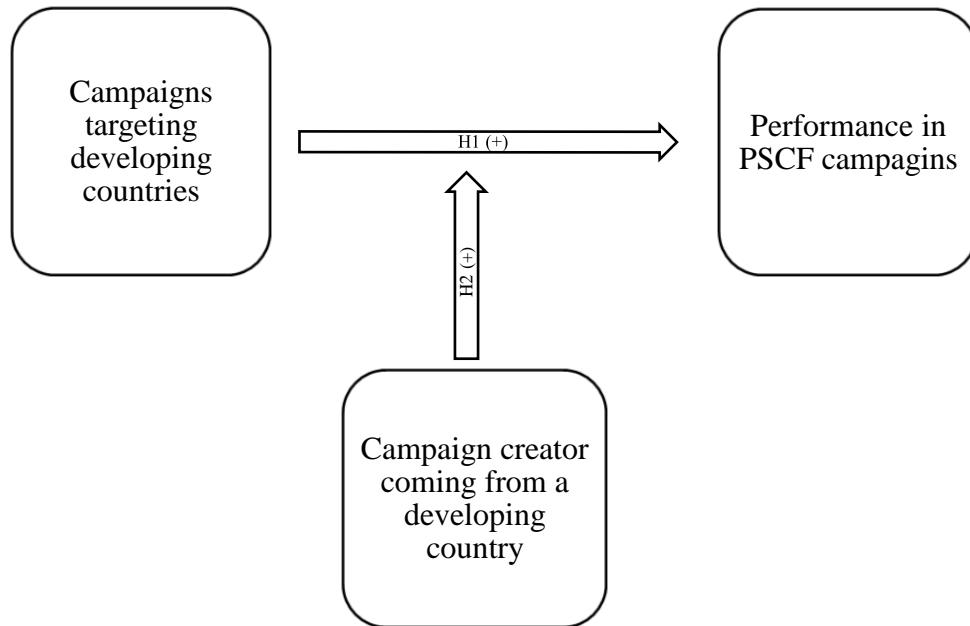 Campaigns
targeting
developing
countries
H1 (+)
Performance in
PSCF campagins
H2 (+)
Campaign creator
coming from a
developing
country